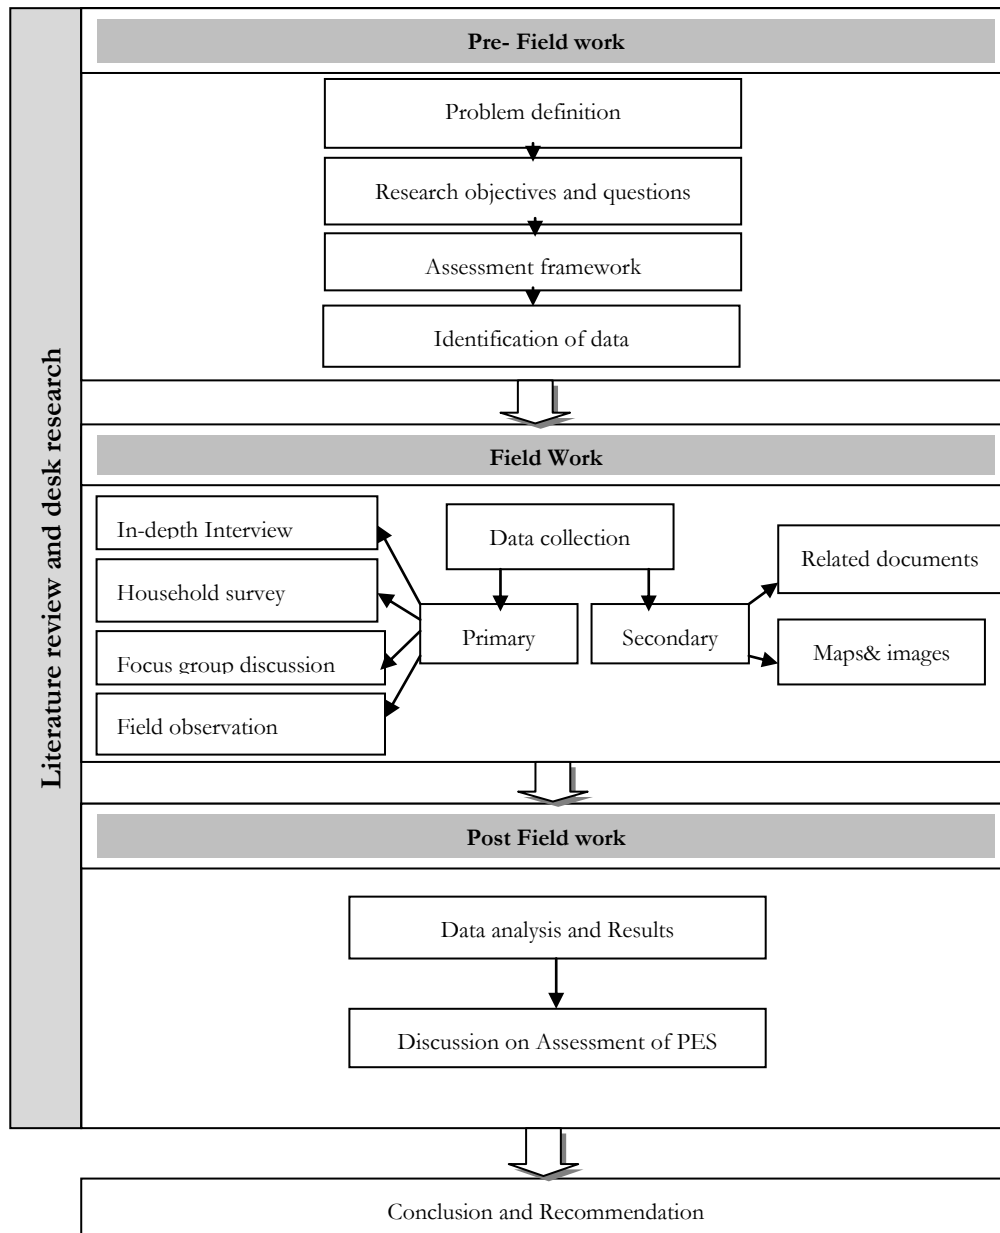 Literature review and desk research
Pre- Field work
Problem definition
Research objectives and questions
Assessment framework
Identification of data
Field Work
In-depth Interview
Data collection
Related documents
Household survey
Primary
Secondary
Focus group discussion
Maps& images
Field observation
Post Field work
Data analysis and Results
Discussion on Assessment of PES
Conclusion and Recommendation